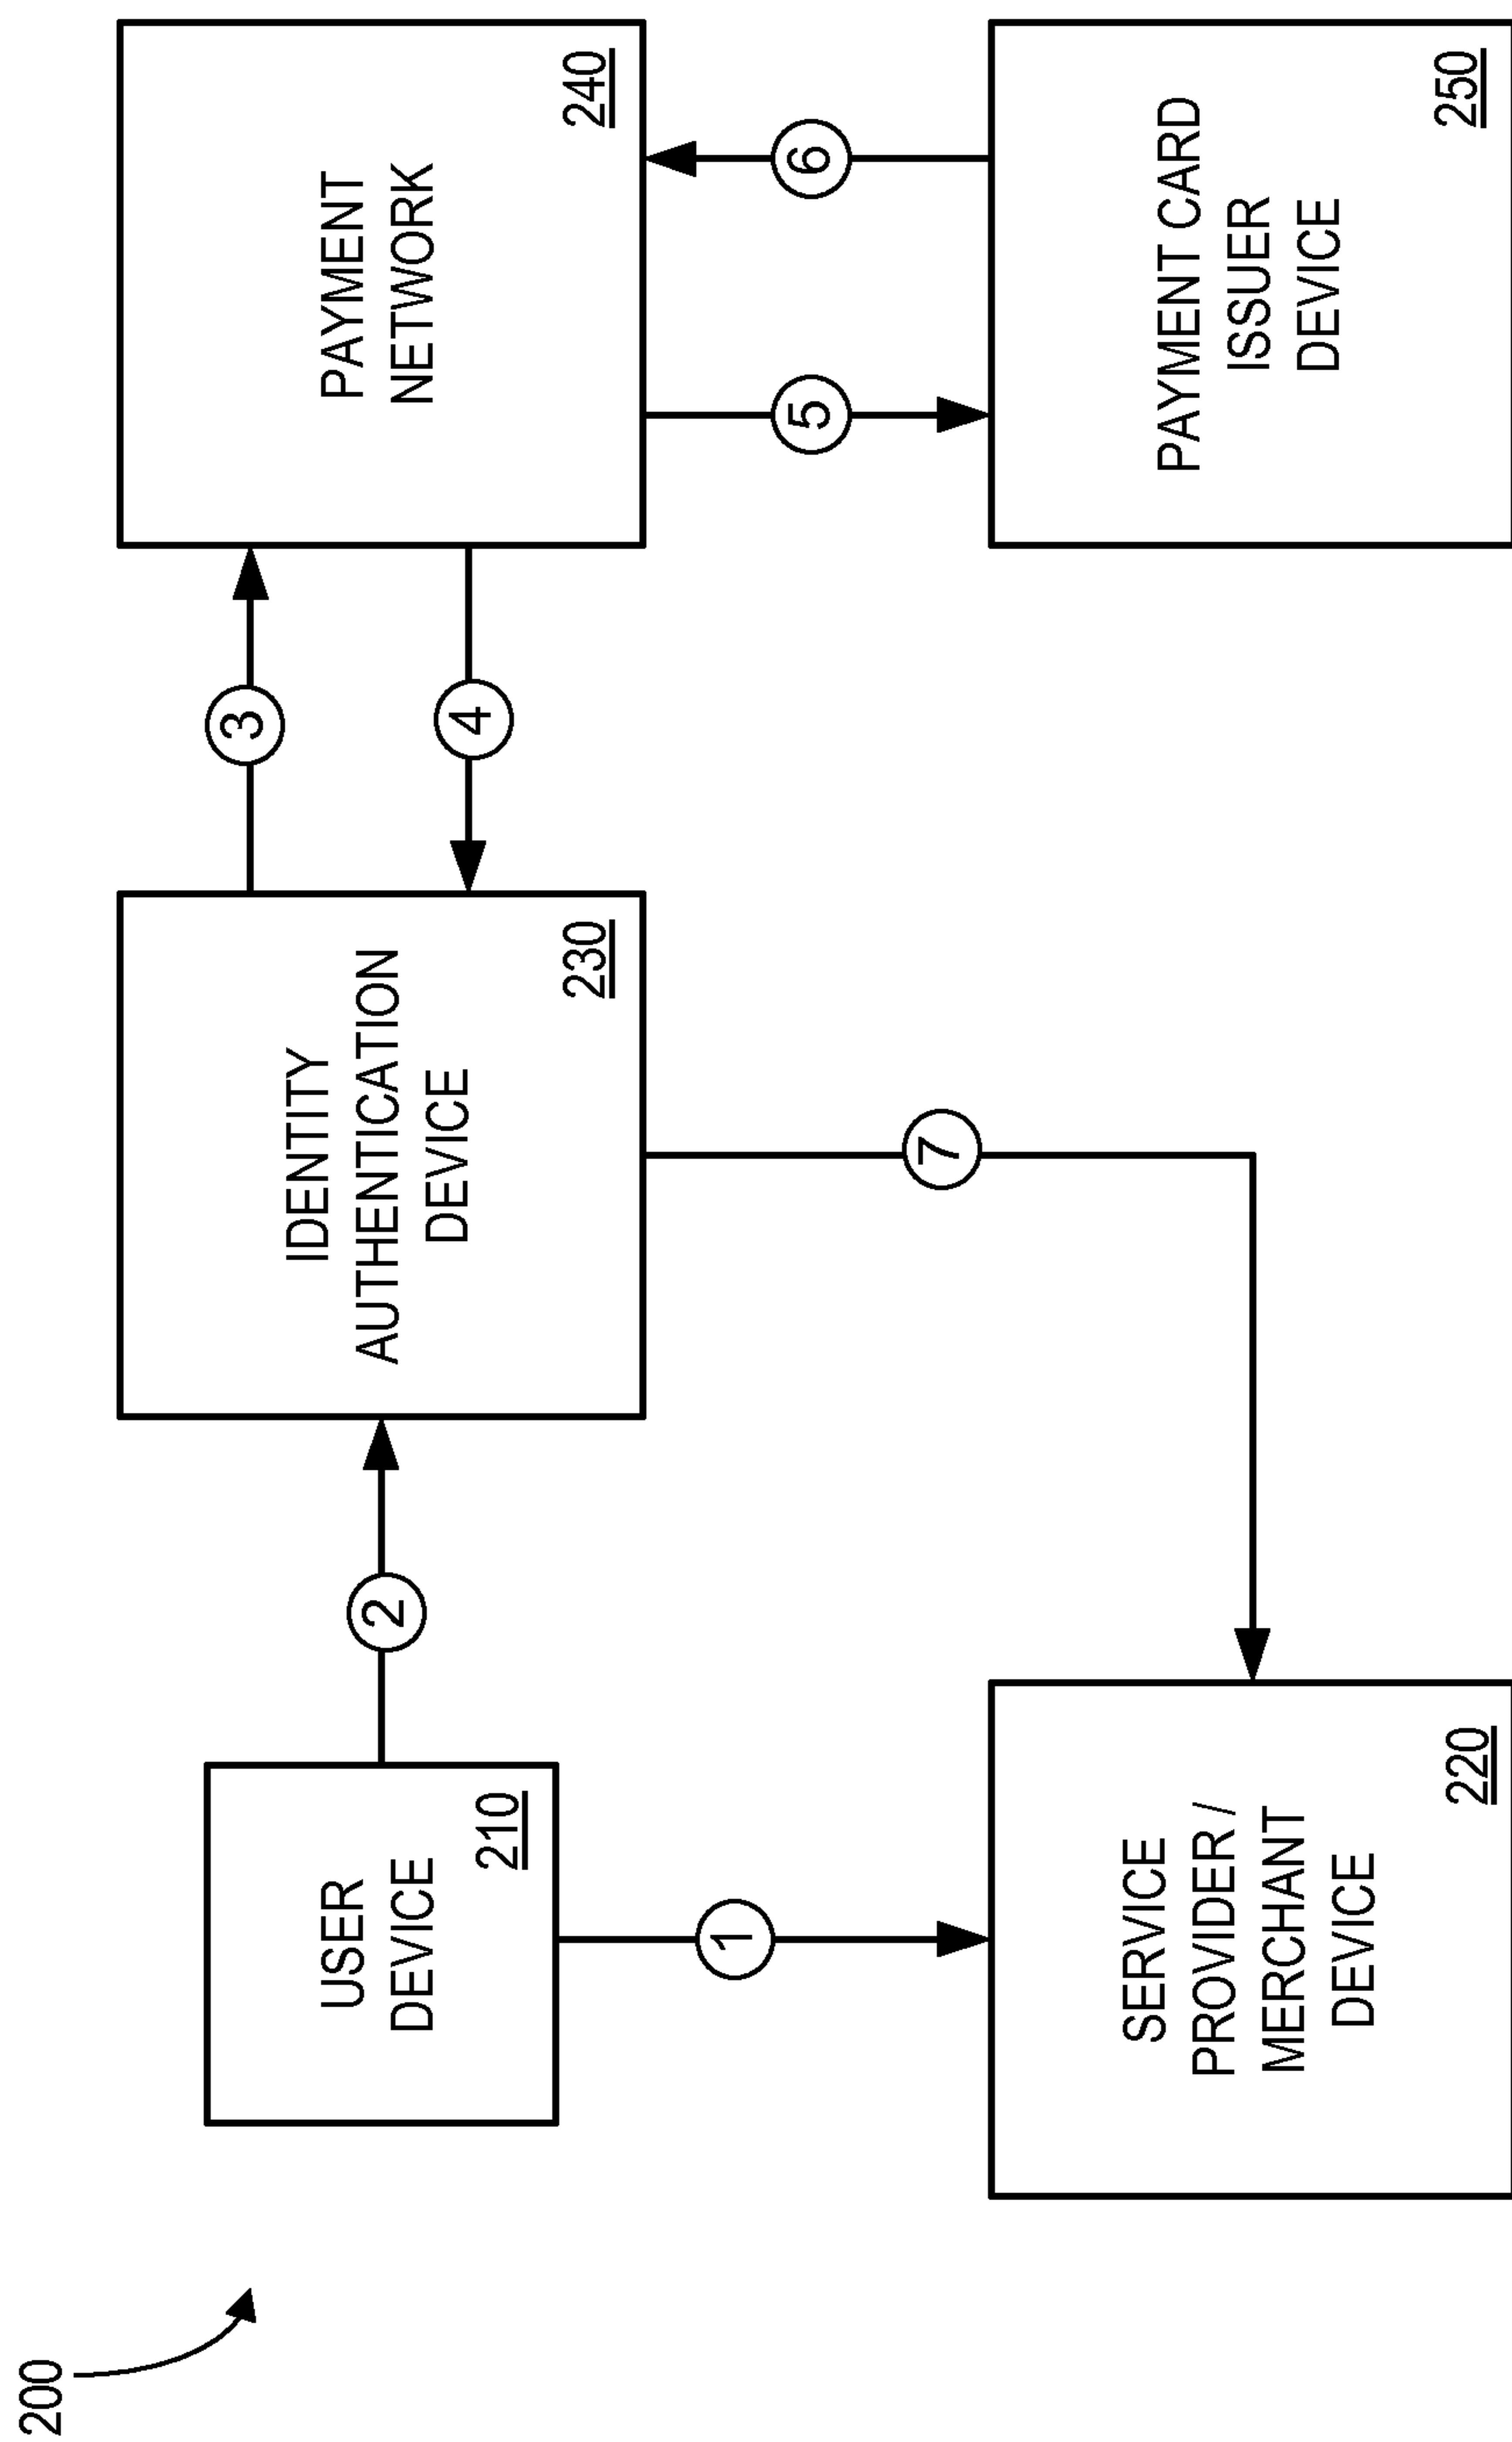 200
USER
DEVICE
210
2
IDENTITY
AUTHENTICATION
DEVICE
230
3
4
PAYMENT
NETWORK
240
1
7
5
6
SERVICE
PROVIDER /
MERCHANT
DEVICE
220
PAYMENT CARD
ISSUER
DEVICE
250